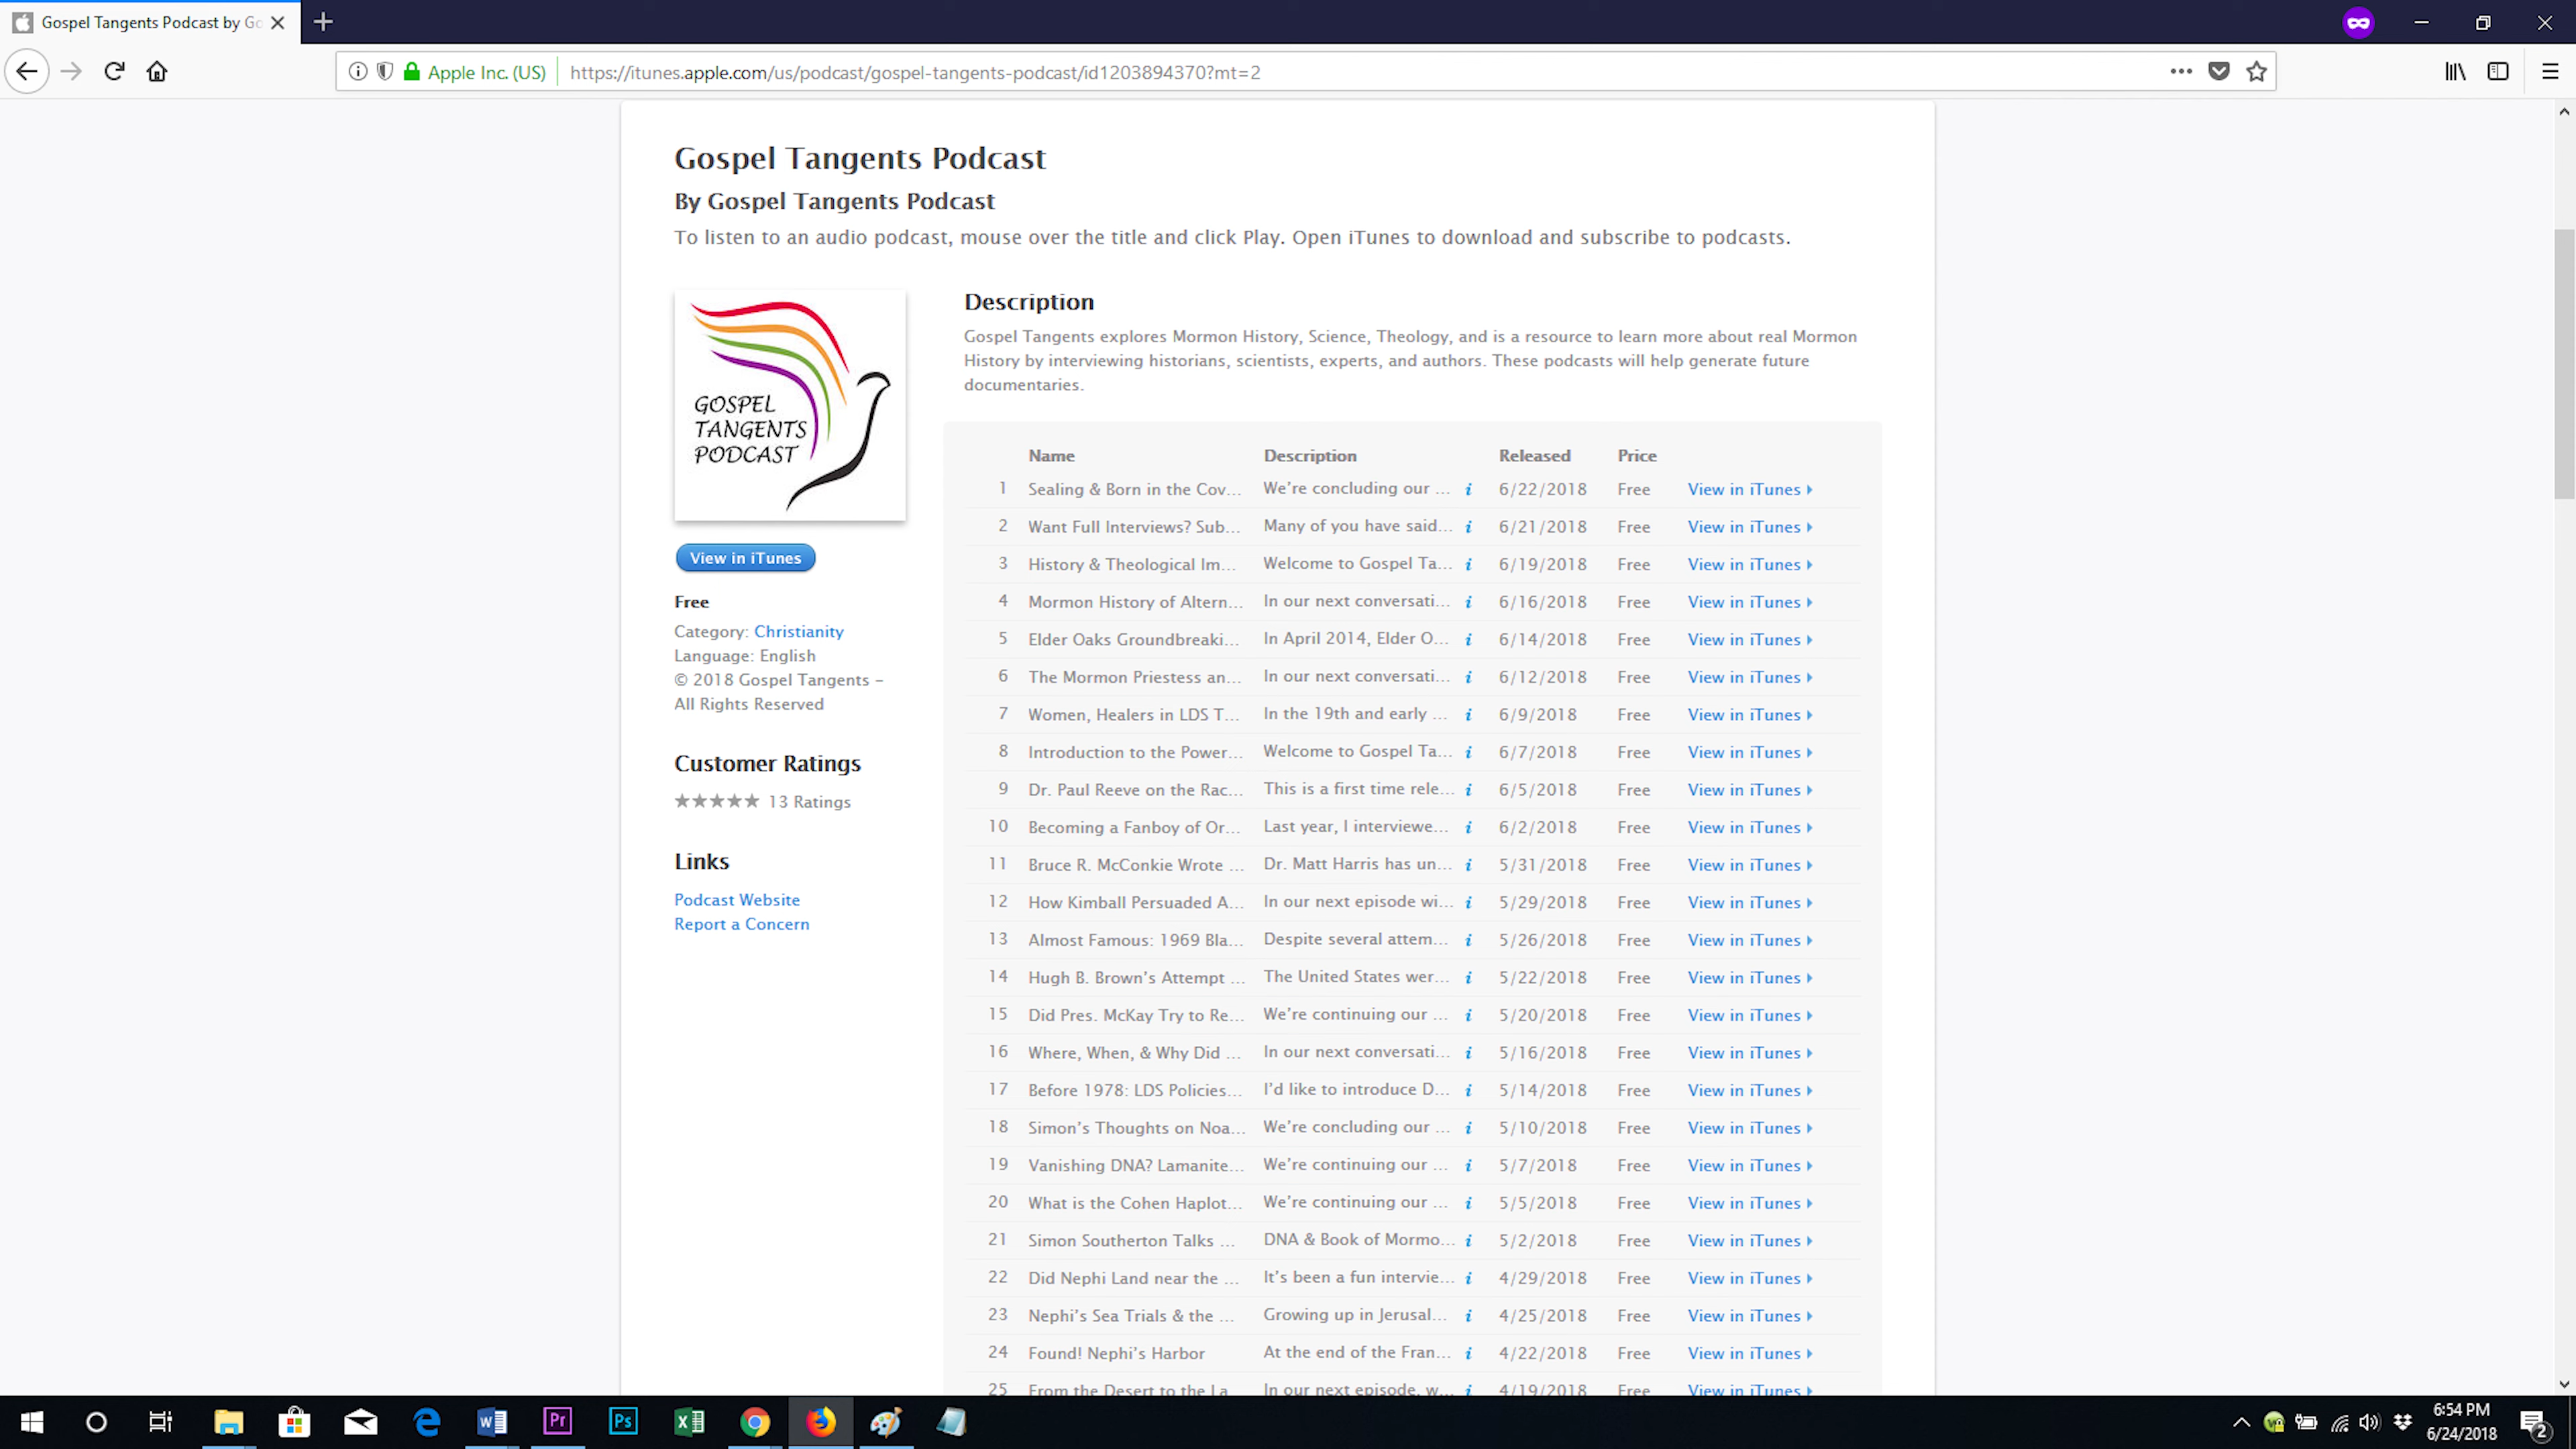 Gospel Tangents Podcast by Go
Apple Inc. (US) https://itunes.apple.com/us/podcast/gospel-tangents-podcast/id1203894370?mt=2
Gospel Tangents Podcast
By Gospel Tangents Podcast
To listen to an audio podcast, mouse over the title and click Play. Open iTunes to download and subscribe to podcasts.
GOSPEL
TANGENTS
PODCAST
View in iTunes
Free
Category: Christianity
Language: English
© 2018 Gospel Tangents –
All Rights Reserved
Customer Ratings
★★★★★ 13 Ratings
Links
Podcast Website
Report a Concern
Description
Gospel Tangents explores Mormon History, Science, Theology, and is a resource to learn more about real Mormon
History by interviewing historians, scientists, experts, and authors. These podcasts will help generate future
documentaries.
Name Description Released Price
1 Sealing & Born in the Cov... We're concluding our ... i 6/22/2018 Free View in iTunes
2 Want Full Interviews? Sub... Many of you have said... i 6/21/2018 Free View in iTunes
3 History & Theological Im... Welcome to Gospel Ta... i 6/19/2018 Free View in iTunes
4 Mormon History of Altern... In our next conversati... i 6/16/2018 Free View in iTunes
5 Elder Oaks Groundbreaki... In April 2014, Elder O... i 6/14/2018 Free View in iTunes
6 The Mormon Priestess an... In our next conversati... i 6/12/2018 Free View in iTunes
7 Women, Healers in LDS T... In the 19th and early ... i 6/9/2018 Free View in iTunes
8 Introduction to the Power... Welcome to Gospel Ta... i 6/7/2018 Free View in iTunes
9 Dr. Paul Reeve on the Rac... This is a first time rele... i 6/5/2018 Free View in iTunes
10 Becoming a Fanboy of Or... Last year, I interviewe... i 6/2/2018 Free View in iTunes
11 Bruce R. McConkie Wrote ... Dr. Matt Harris has un... i 5/31/2018 Free View in iTunes
12 How Kimball Persuaded A... In our next episode wi... i 5/29/2018 Free View in iTunes
13 Almost Famous: 1969 Bla... Despite several attem... i 5/26/2018 Free View in iTunes
14 Hugh B. Brown's Attempt ... The United States wer... i 5/22/2018 Free View in iTunes
15 Did Pres. McKay Try to Re... We're continuing our ... i 5/20/2018 Free View in iTunes
16 Where, When, & Why Did ... In our next conversati... i 5/16/2018 Free View in iTunes
17 Before 1978: LDS Policies... I'd like to introduce D... i 5/14/2018 Free View in iTunes
18 Simon's Thoughts on Noa... We're concluding our ... i 5/10/2018 Free View in iTunes
19 Vanishing DNA? Lamanite... We're continuing our ... i 5/7/2018 Free View in iTunes
20 What is the Cohen Haplot... We're continuing our ... i 5/5/2018 Free View in iTunes
21 Simon Southerton Talks ... DNA & Book of Mormo... i 5/2/2018 Free View in iTunes
22 Did Nephi Land near the ... It's been a fun intervie... i 4/29/2018 Free View in iTunes
23 Nephi's Sea Trials & the ... Growing up in Jerusal... i 4/25/2018 Free View in iTunes
24 Found! Nephi's Harbor At the end of the Fran... i 4/22/2018 Free View in iTunes
25 From the Desert to the La In our next episode, w... i 4/19/2018 Free View in iTunes
Pr Ps
6:54 PM
6/24/2018
2